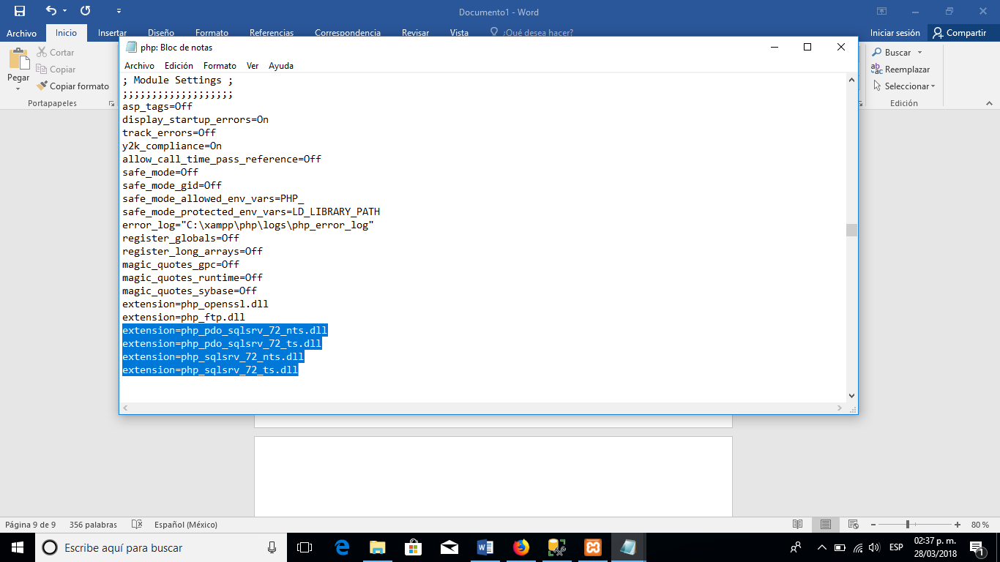 Documento1 - Word
Archivo Inicio Insertar Diseño Formato Referencias Correspondencia Revisar Vista ¿Qué desea hacer? Iniciar sesión Compartir
Pegar
Cortar
Copiar
Copiar formato
Portapapeles
Buscar
Reemplazar
Seleccionar
Edición
php: Bloc de notas
Archivo Edición Formato Ver Ayuda
; Module Settings ;
;;;;;;;;;;;;;;;;;;;
asp_tags=Off
display_startup_errors=On
track_errors=Off
y2k_compliance=On
allow_call_time_pass_reference=Off
safe_mode=Off
safe_mode_gid=Off
safe_mode_allowed_env_vars=PHP_
safe_mode_protected_env_vars=LD_LIBRARY_PATH
error_log="C:\xampp\php\logs\php_error_log"
register_globals=Off
register_long_arrays=Off
magic_quotes_gpc=Off
magic_quotes_runtime=Off
magic_quotes_sybase=Off
extension=php_openssl.dll
extension=php_ftp.dll
extension=php_pdo_sqlsrv_72_nts.dll
extension=php_pdo_sqlsrv_72_ts.dll
extension=php_sqlsrv_72_nts.dll
extension=php_sqlsrv_72_ts.dll
Página 9 de 9 356 palabras Español (México) 80 %
Escribe aquí para buscar
ESP
02:37 p. m.
28/03/2018
1